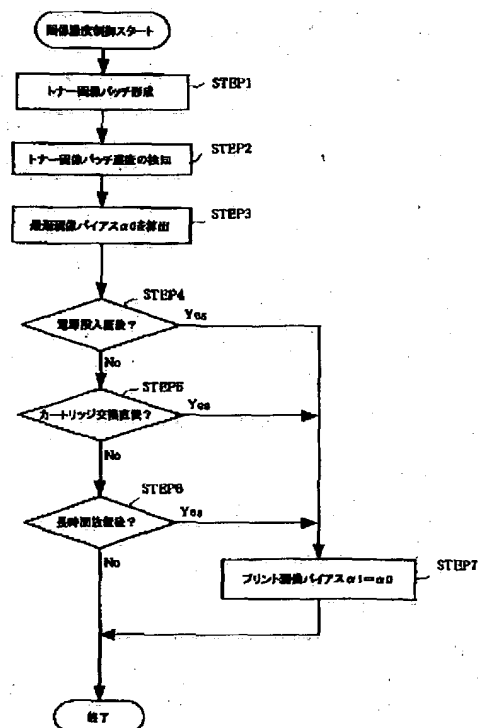 画像濃度制御スタート
トナー画像パッチ形成
STEP1
トナー画像パッチ濃度の検知
STEP2
最適現像バイアスα0を算出
STEP3
電源投入直後?
STEP4
Yes
No
カートリッジ交換直後?
STEP5
Yes
No
長時間放置後?
STEP6
Yes
No
プリント現像バイアスα1=α0
STEP7
終了